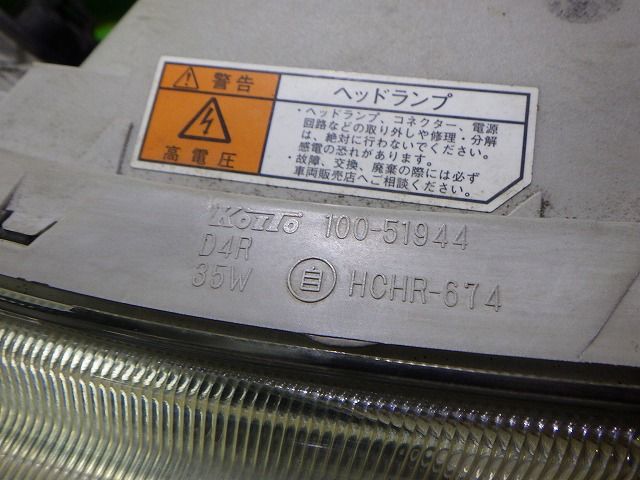 警告
高電圧
ヘッドランプ
・ヘッドランプ、コネクター、電源
回路などの取り外しや修理・分解
は、絶対に行わないでください。
感電の恐れがあります。
・故障、交換、廃棄の際には必ず
車両販売店へご相談ください。
KOITO 100-51944
D4R
35W 自 HCHR-674